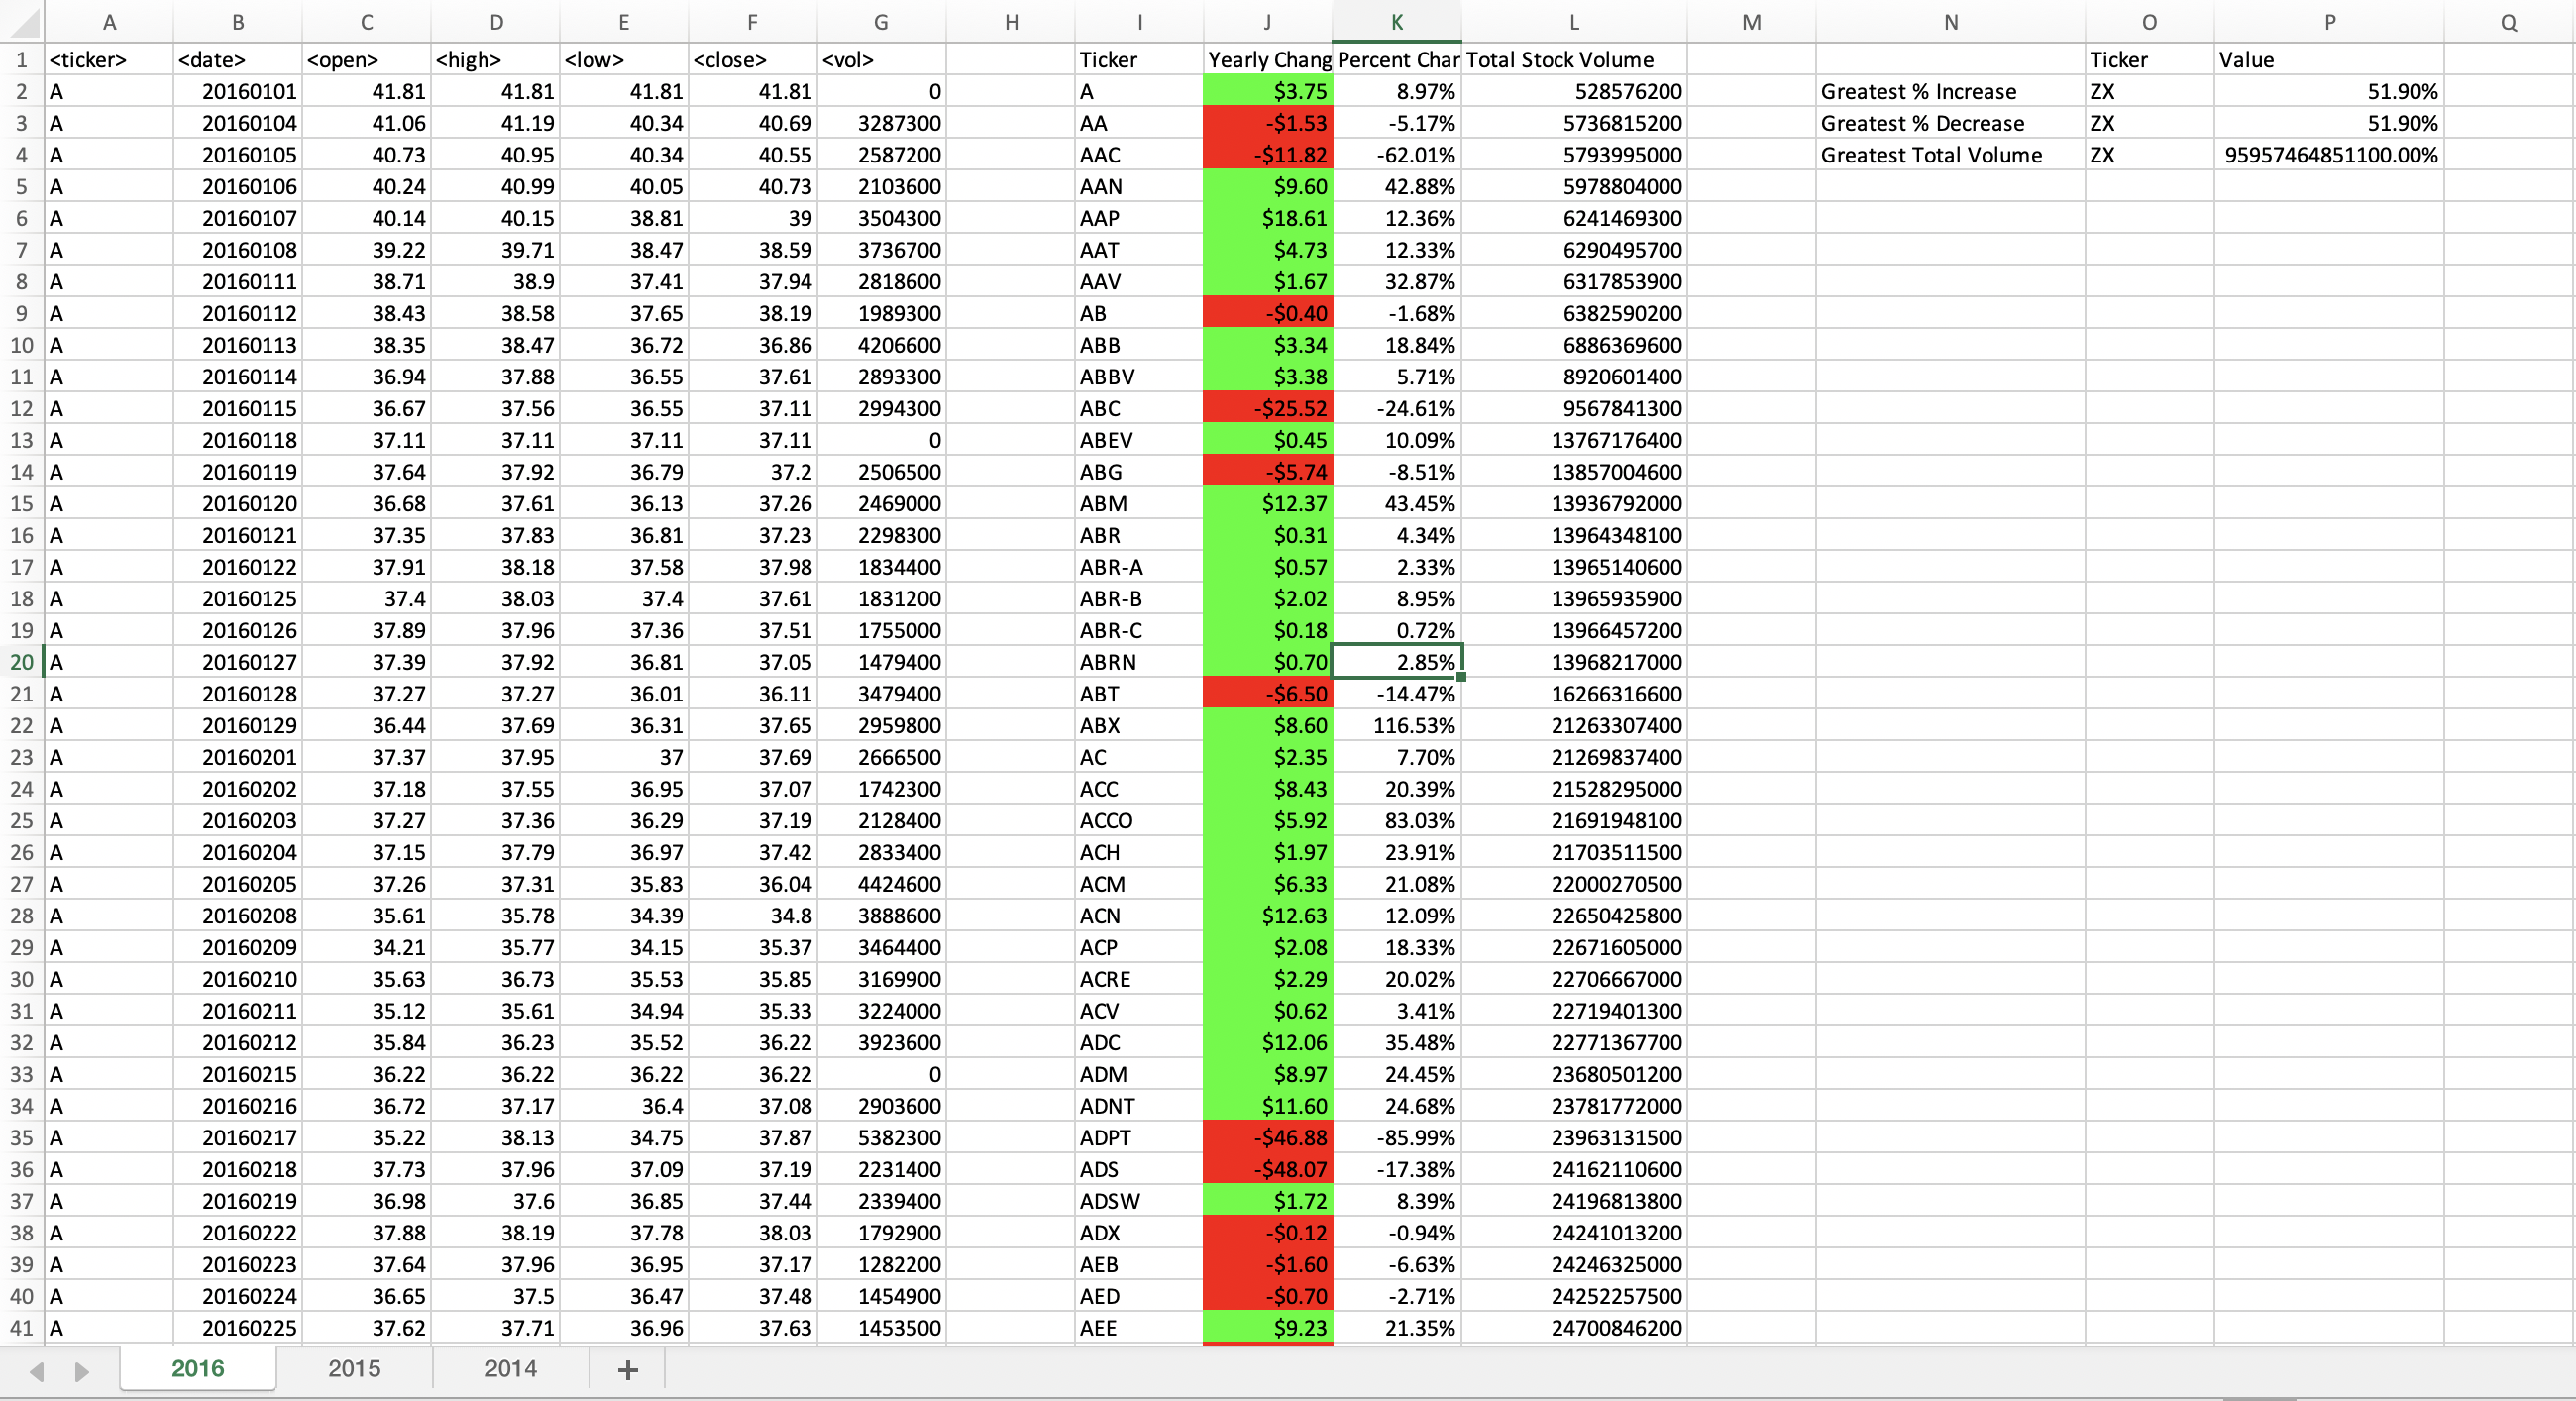 A B C D E F G H I J K L M N O P Q
1 <ticker> <date> <open> <high> <low> <close> <vol> Ticker Yearly Chang Percent Char Total Stock Volume Ticker Value
2 A 20160101 41.81 41.81 41.81 41.81 0 A $3.75 8.97% 528576200 Greatest % Increase ZX 51.90%
3 A 20160104 41.06 41.19 40.34 40.69 3287300 AA -$1.53 -5.17% 5736815200 Greatest % Decrease ZX 51.90%
4 A 20160105 40.73 40.95 40.34 40.55 2587200 AAC -$11.82 -62.01% 5793995000 Greatest Total Volume ZX 95957464851100.00%
5 A 20160106 40.24 40.99 40.05 40.73 2103600 AAN $9.60 42.88% 5978804000
6 A 20160107 40.14 40.15 38.81 39 3504300 AAP $18.61 12.36% 6241469300
7 A 20160108 39.22 39.71 38.47 38.59 3736700 AAT $4.73 12.33% 6290495700
8 A 20160111 38.71 38.9 37.41 37.94 2818600 AAV $1.67 32.87% 6317853900
9 A 20160112 38.43 38.58 37.65 38.19 1989300 AB -$0.40 -1.68% 6382590200
10 A 20160113 38.35 38.47 36.72 36.86 4206600 ABB $3.34 18.84% 6886369600
11 A 20160114 36.94 37.88 36.55 37.61 2893300 ABBV $3.38 5.71% 8920601400
12 A 20160115 36.67 37.56 36.55 37.11 2994300 ABC -$25.52 -24.61% 9567841300
13 A 20160118 37.11 37.11 37.11 37.11 0 ABEV $0.45 10.09% 13767176400
14 A 20160119 37.64 37.92 36.79 37.2 2506500 ABG -$5.74 -8.51% 13857004600
15 A 20160120 36.68 37.61 36.13 37.26 2469000 ABM $12.37 43.45% 13936792000
16 A 20160121 37.35 37.83 36.81 37.23 2298300 ABR $0.31 4.34% 13964348100
17 A 20160122 37.91 38.18 37.58 37.98 1834400 ABR-A $0.57 2.33% 13965140600
18 A 20160125 37.4 38.03 37.4 37.61 1831200 ABR-B $2.02 8.95% 13965935900
19 A 20160126 37.89 37.96 37.36 37.51 1755000 ABR-C $0.18 0.72% 13966457200
20 A 20160127 37.39 37.92 36.81 37.05 1479400 ABRN $0.70 2.85% 13968217000
21 A 20160128 37.27 37.27 36.01 36.11 3479400 ABT -$6.50 -14.47% 16266316600
22 A 20160129 36.44 37.69 36.31 37.65 2959800 ABX $8.60 116.53% 21263307400
23 A 20160201 37.37 37.95 37 37.69 2666500 AC $2.35 7.70% 21269837400
24 A 20160202 37.18 37.55 36.95 37.07 1742300 ACC $8.43 20.39% 21528295000
25 A 20160203 37.27 37.36 36.29 37.19 2128400 ACCO $5.92 83.03% 21691948100
26 A 20160204 37.15 37.79 36.97 37.42 2833400 ACH $1.97 23.91% 21703511500
27 A 20160205 37.26 37.31 35.83 36.04 4424600 ACM $6.33 21.08% 22000270500
28 A 20160208 35.61 35.78 34.39 34.8 3888600 ACN $12.63 12.09% 22650425800
29 A 20160209 34.21 35.77 34.15 35.37 3464400 ACP $2.08 18.33% 22671605000
30 A 20160210 35.63 36.73 35.53 35.85 3169900 ACRE $2.29 20.02% 22706667000
31 A 20160211 35.12 35.61 34.94 35.33 3224000 ACV $0.62 3.41% 22719401300
32 A 20160212 35.84 36.23 35.52 36.22 3923600 ADC $12.06 35.48% 22771367700
33 A 20160215 36.22 36.22 36.22 36.22 0 ADM $8.97 24.45% 23680501200
34 A 20160216 36.72 37.17 36.4 37.08 2903600 ADNT $11.60 24.68% 23781772000
35 A 20160217 35.22 38.13 34.75 37.87 5382300 ADPT -$46.88 -85.99% 23963131500
36 A 20160218 37.73 37.96 37.09 37.19 2231400 ADS -$48.07 -17.38% 24162110600
37 A 20160219 36.98 37.6 36.85 37.44 2339400 ADSW $1.72 8.39% 24196813800
38 A 20160222 37.88 38.19 37.78 38.03 1792900 ADX -$0.12 -0.94% 24241013200
39 A 20160223 37.64 37.96 36.95 37.17 1282200 AEB -$1.60 -6.63% 24246325000
40 A 20160224 36.65 37.5 36.47 37.48 1454900 AED -$0.70 -2.71% 24252257500
41 A 20160225 37.62 37.71 36.96 37.63 1453500 AEE $9.23 21.35% 24700846200
2016 2015 2014 +